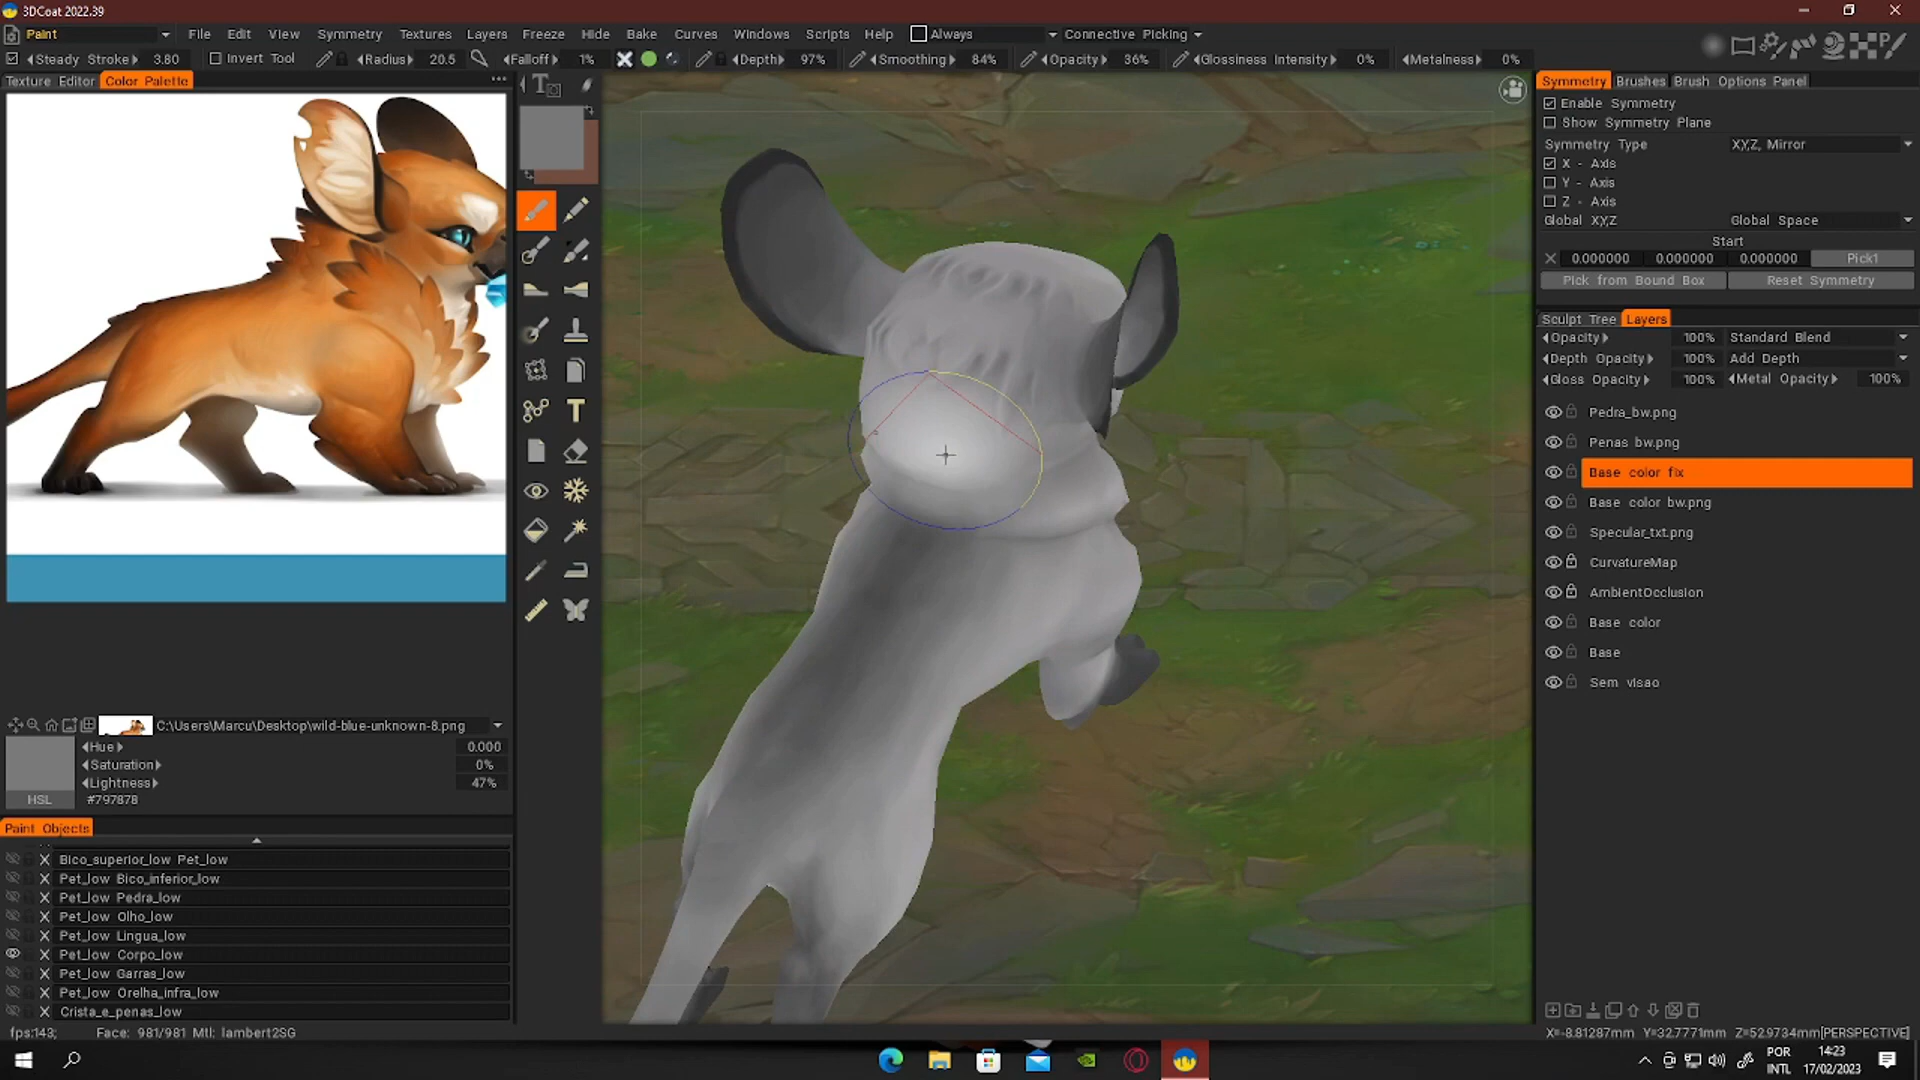 3DCoat 2022.39
Paint File Edit View Symmetry Textures Layers Freeze Hide Bake Curves Windows Scripts Help Always Connective Picking
Steady Stroke 3.80 Invert Tool Radius 20.5 Falloff 1% Depth 97% Smoothing 84% Opacity 36% Glossiness Intensity 0% Metalness 0%
Texture Editor Color Palette
Symmetry Brushes Brush Options Panel
Enable Symmetry
Show Symmetry Plane
Symmetry Type XYZ, Mirror
X - Axis
Y - Axis
Z - Axis
Global XYZ Global Space
Start
0.000000 0.000000 0.000000 Pick1
Pick from Bound Box Reset Symmetry
Sculpt Tree Layers
Opacity 100% Standard Blend
Depth Opacity 100% Add Depth
Gloss Opacity 100% Metal Opacity 100%
Pedra_bw.png
Penas bw.png
Base color fix
Base color bw.png
Specular_txt.png
CurvatureMap
AmbientOcclusion
Base color
Base
Sem visao
C:\Users\Marcu\Desktop\wild-blue-unknown-8.png
Hue 0.000
Saturation 0%
Lightness 47%
HSL #797878
Paint Objects
Bico_superior_low Pet_low
Pet_low Bico_inferior_low
Pet_low Pedra_low
Pet_low Olho_low
Pet_low Lingua_low
Pet_low Corpo_low
Pet_low Garras_low
Pet_low Orelha_infra_low
Crista_e_penas_low
fps:143; Face: 981/981 Mtl: lambert2SG
X=-8.81287mm Y=32.7771mm Z=52.9734mm[PERSPECTIVE]
POR
INTL
14:23
17/02/2023